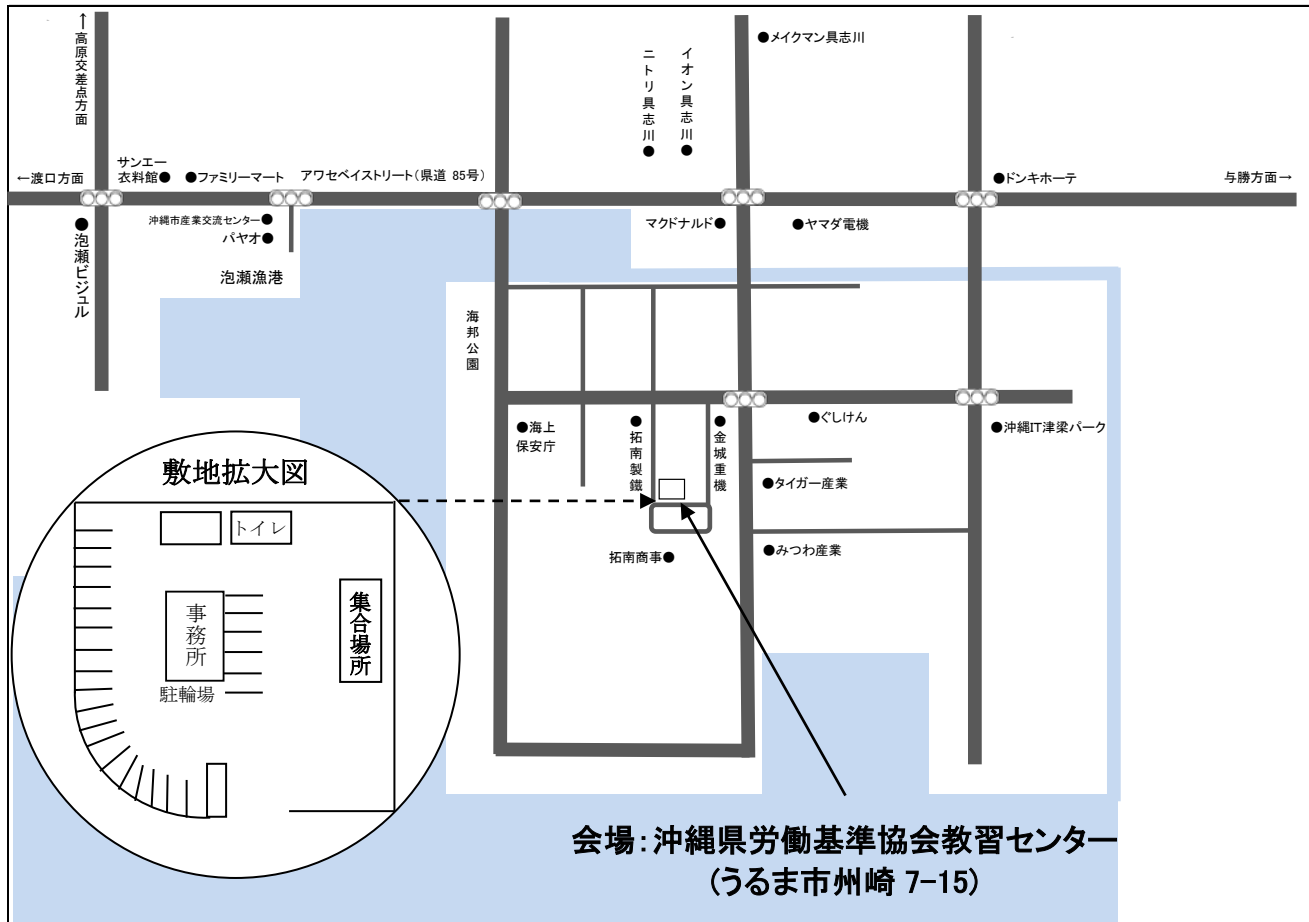 ↑高原交差点方面
ニトリ具志川●
イオン具志川●
●メイクマン具志川
←渡口方面
サンエー
衣料館●
●ファミリーマート
アワセベイストリート(県道 85号)
●ドンキホーテ
与勝方面→
●泡瀬ビジュル
沖縄市産業交流センター●
パヤオ●
泡瀬漁港
マクドナルド●
●ヤマダ電機
海邦公園
●海上
保安庁
●拓南製鐵
●金城重機
●ぐしけん
●沖縄IT津梁パーク
●タイガー産業
拓南商事●
●みつわ産業
敷地拡大図
トイレ
事務所
集合場所
駐輪場
会場:沖縄県労働基準協会教習センター
(うるま市州崎 7-15)